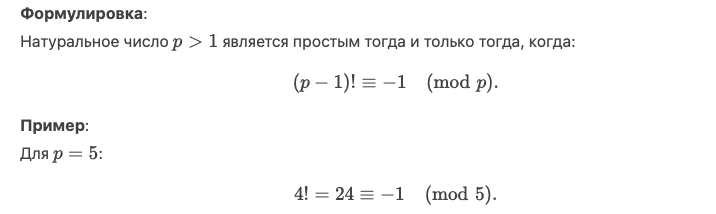 Формулировка:
Натуральное число p > 1 является простым тогда и только тогда, когда:
(p − 1)! ≡ −1 (mod p).
Пример:
Для p = 5:
4! = 24 ≡ −1 (mod 5).